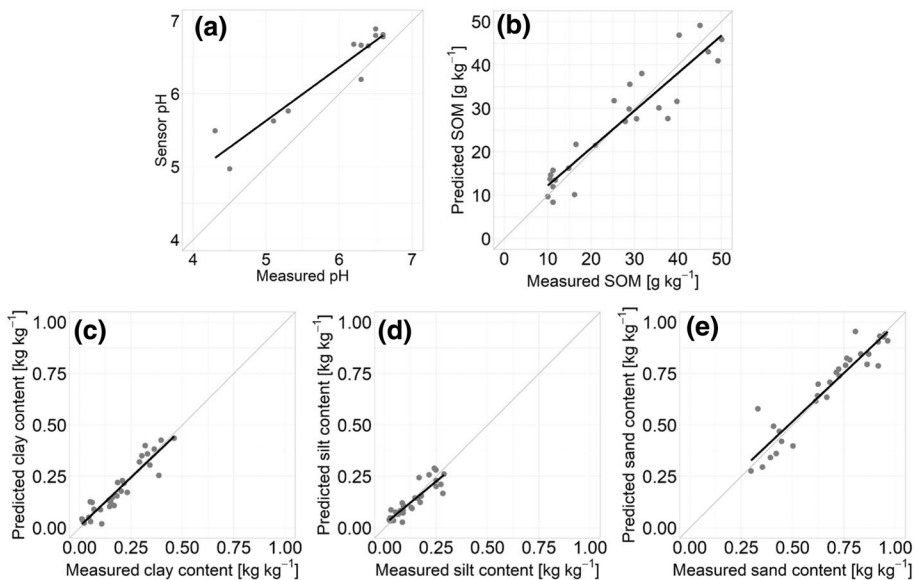 (a)
7
6
5
4
Sensor pH
4 5 6 7
Measured pH
(b)
50
40
30
20
10
0
Predicted SOM [g kg⁻¹]
0 10 20 30 40 50
Measured SOM [g kg⁻¹]
(c)
1.00
0.75
0.50
0.25
0.00
Predicted clay content [kg kg⁻¹]
0.00 0.25 0.50 0.75 1.00
Measured clay content [kg kg⁻¹]
(d)
1.00
0.75
0.50
0.25
0.00
Predicted silt content [kg kg⁻¹]
0.00 0.25 0.50 0.75 1.00
Measured silt content [kg kg⁻¹]
(e)
1.00
0.75
0.50
0.25
0.00
Predicted sand content [kg kg⁻¹]
0.00 0.25 0.50 0.75 1.00
Measured sand content [kg kg⁻¹]